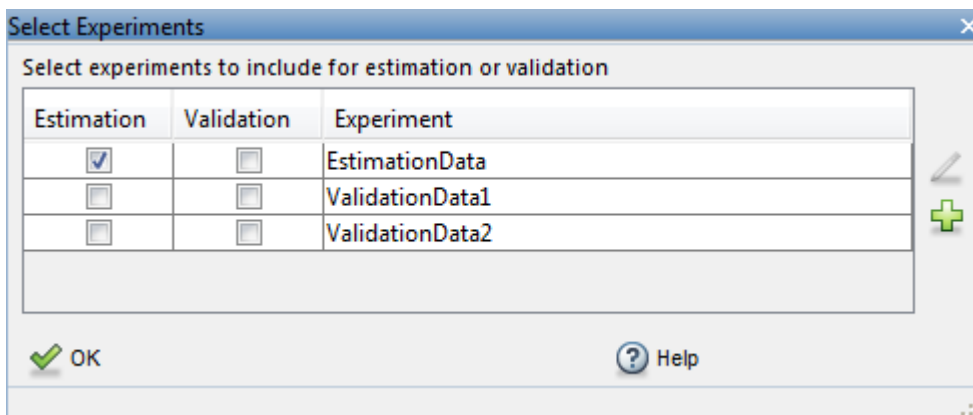 Select Experiments
Select experiments to include for estimation or validation
Estimation Validation Experiment
EstimationData
ValidationData1
ValidationData2
OK Help